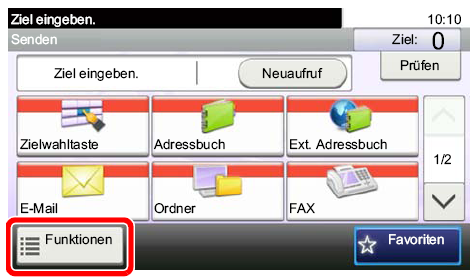 Ziel eingeben. 10:10
Senden Ziel: 0
Ziel eingeben. Neuaufruf Prüfen
Zielwahltaste Adressbuch Ext. Adressbuch
1/2
E-Mail Ordner FAX
Funktionen Favoriten